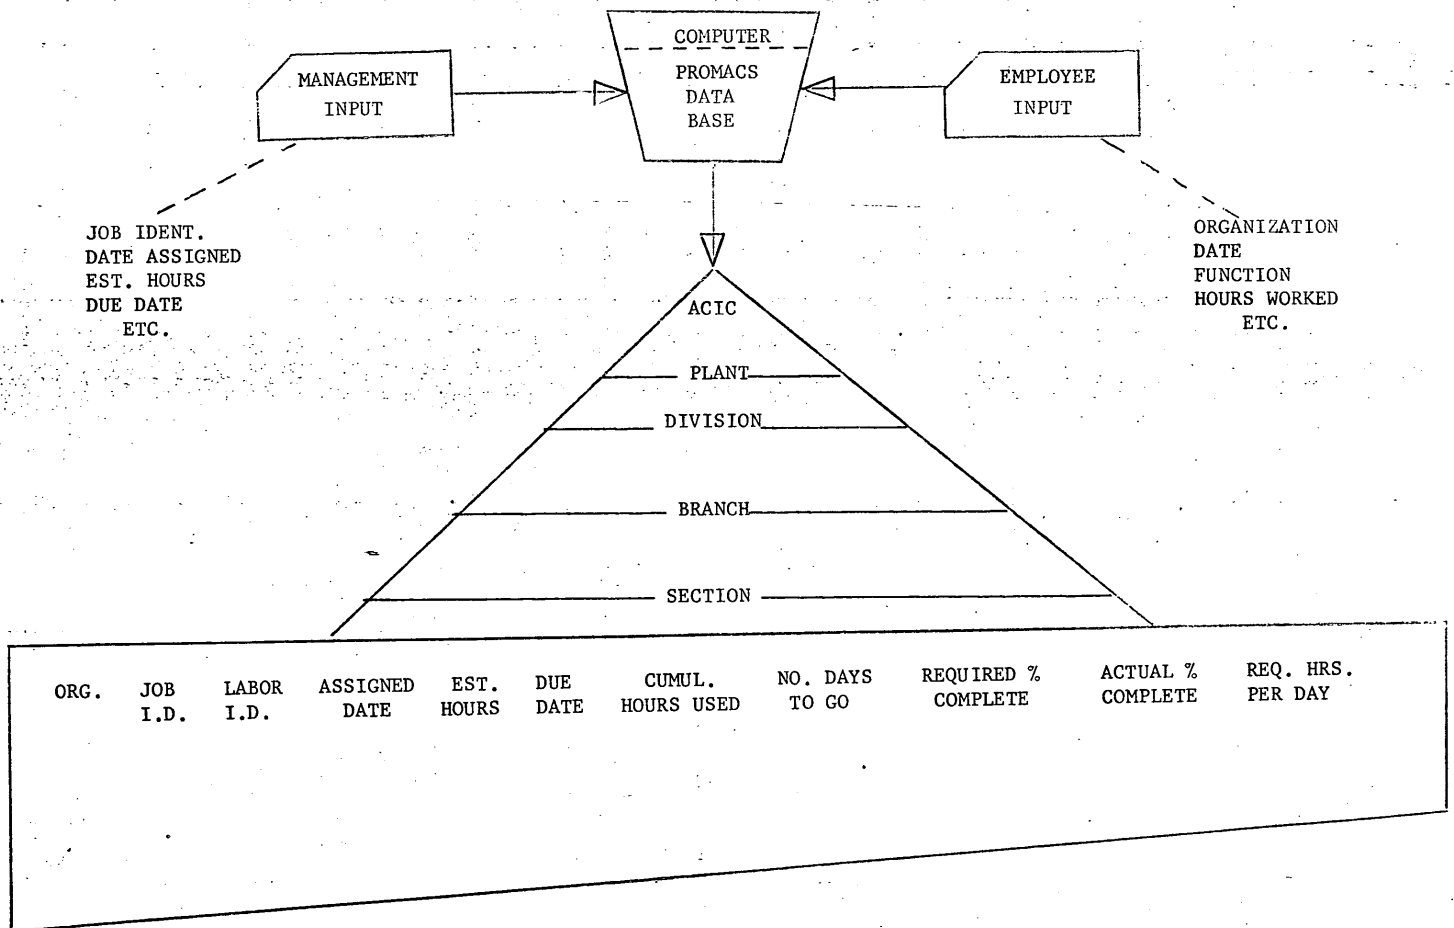 COMPUTER
PROMACS
DATA
BASE
MANAGEMENT
INPUT
EMPLOYEE
INPUT
JOB IDENT.
DATE ASSIGNED
EST. HOURS
DUE DATE
ETC.
ORGANIZATION
DATE
FUNCTION
HOURS WORKED
ETC.
ACIC
PLANT
DIVISION
BRANCH
SECTION
ORG. JOB LABOR ASSIGNED EST. DUE CUMUL. NO. DAYS REQUIRED % ACTUAL % REQ. HRS.
I.D. I.D. DATE HOURS DATE HOURS USED TO GO COMPLETE COMPLETE PER DAY